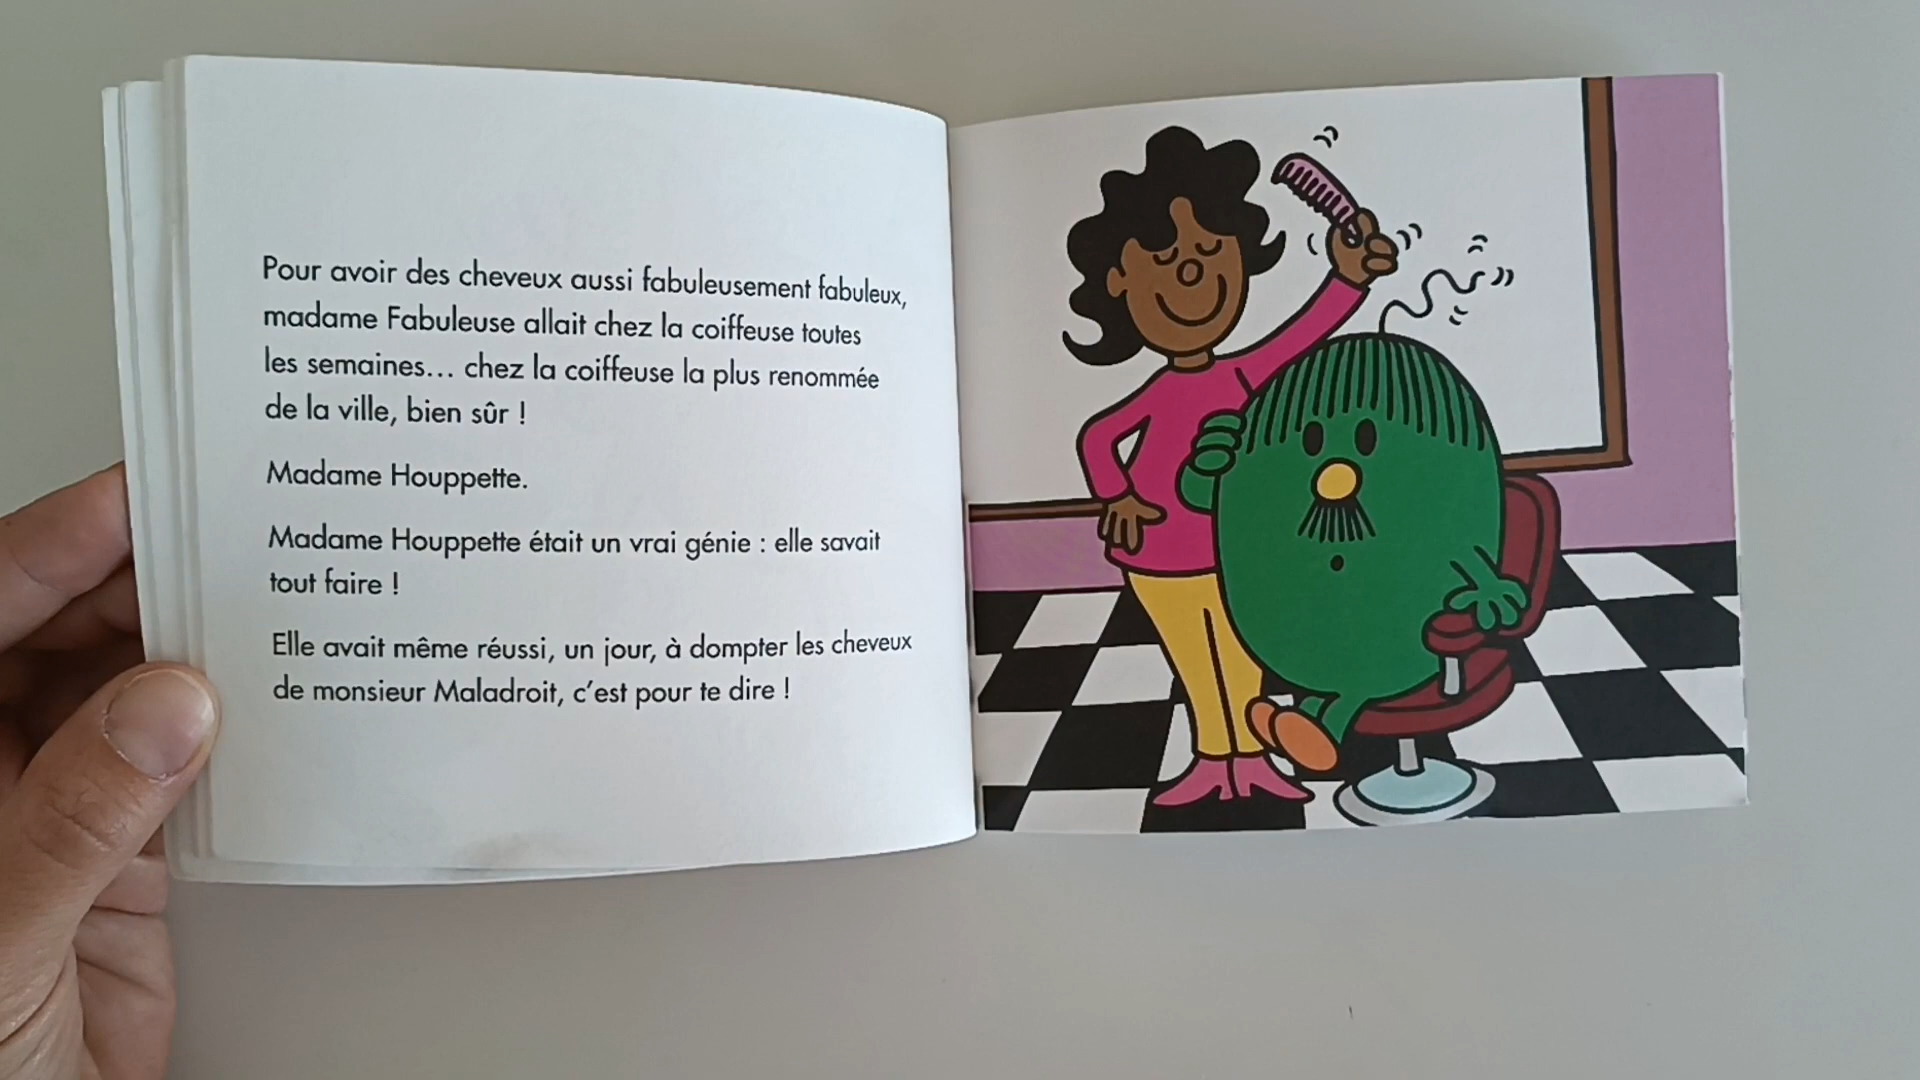 Pour avoir des cheveux aussi fabuleusement fabuleux,
madame Fabuleuse allait chez la coiffeuse toutes
les semaines... chez la coiffeuse la plus renommée
de la ville, bien sûr !
Madame Houppette.
Madame Houppette était un vrai génie : elle savait
tout faire !
Elle avait même réussi, un jour, à dompter les cheveux
de monsieur Maladroit, c'est pour te dire !